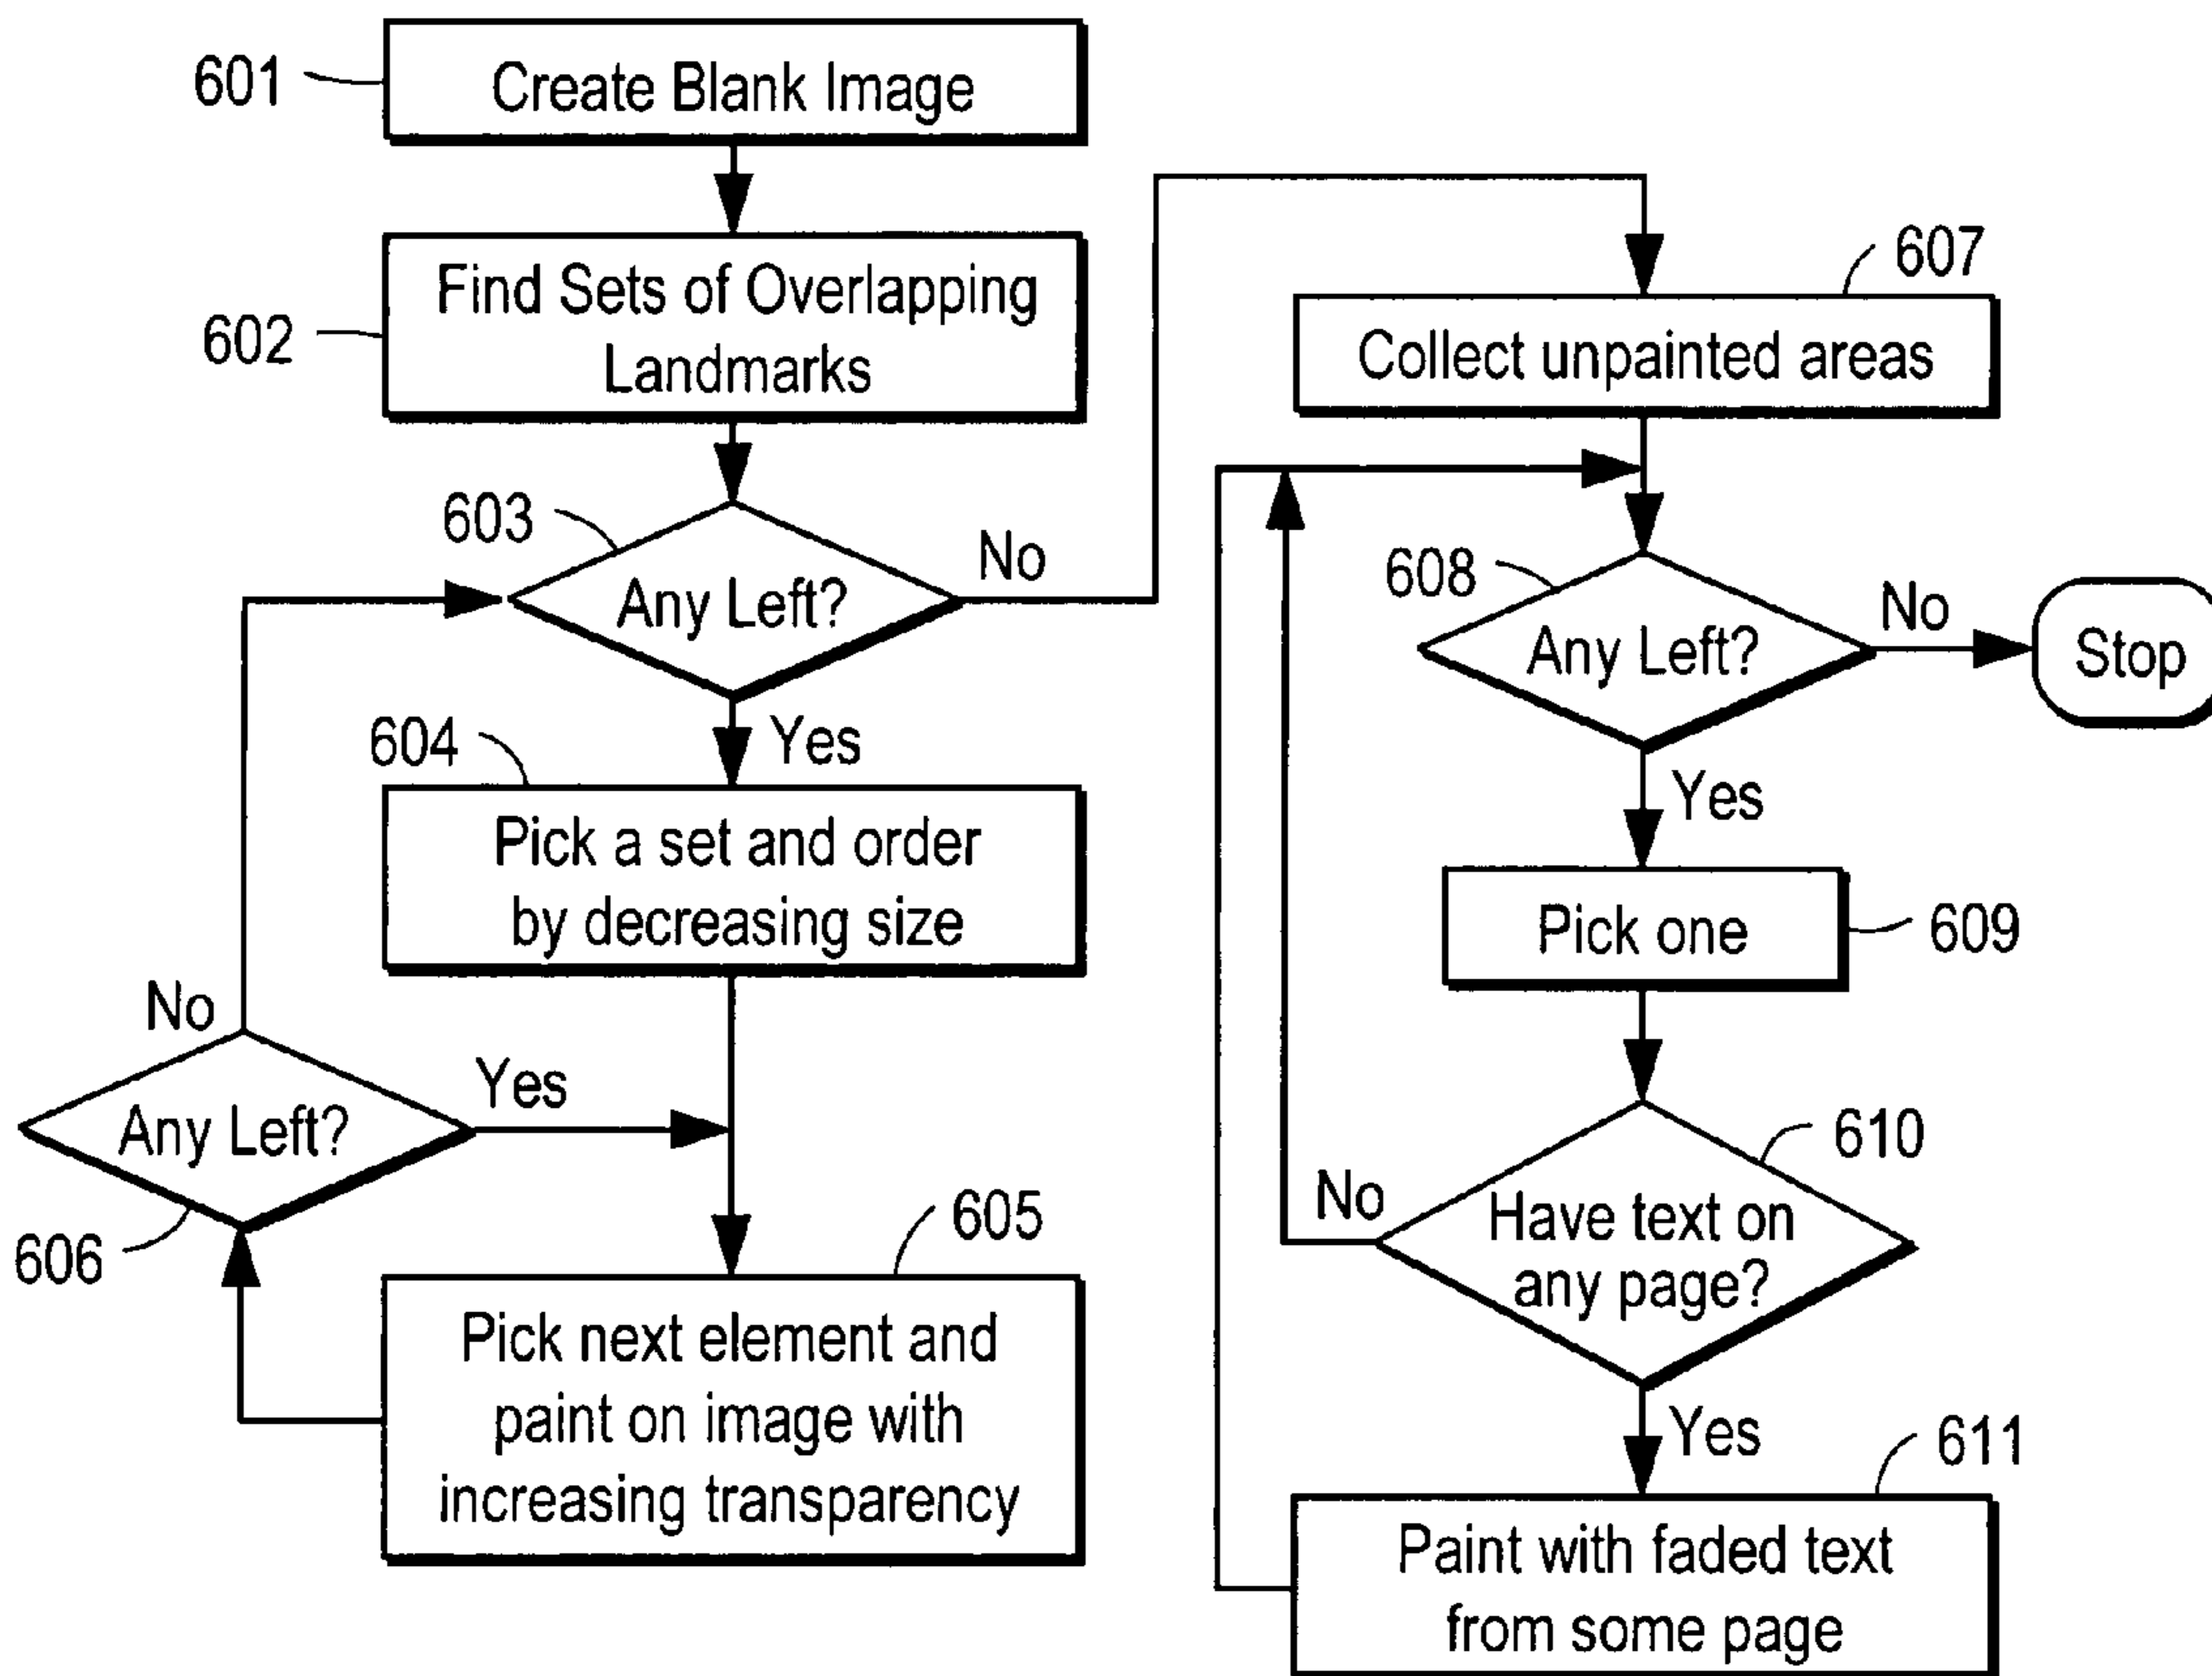 601
Create Blank Image
602
Find Sets of Overlapping
Landmarks
603
Any Left?
No
Yes
604
Pick a set and order
by decreasing size
No
Any Left?
Yes
606
605
Pick next element and
paint on image with
increasing transparency
607
Collect unpainted areas
608
Any Left?
No
Stop
Yes
Pick one
609
610
Have text on
any page?
No
Yes
611
Paint with faded text
from some page